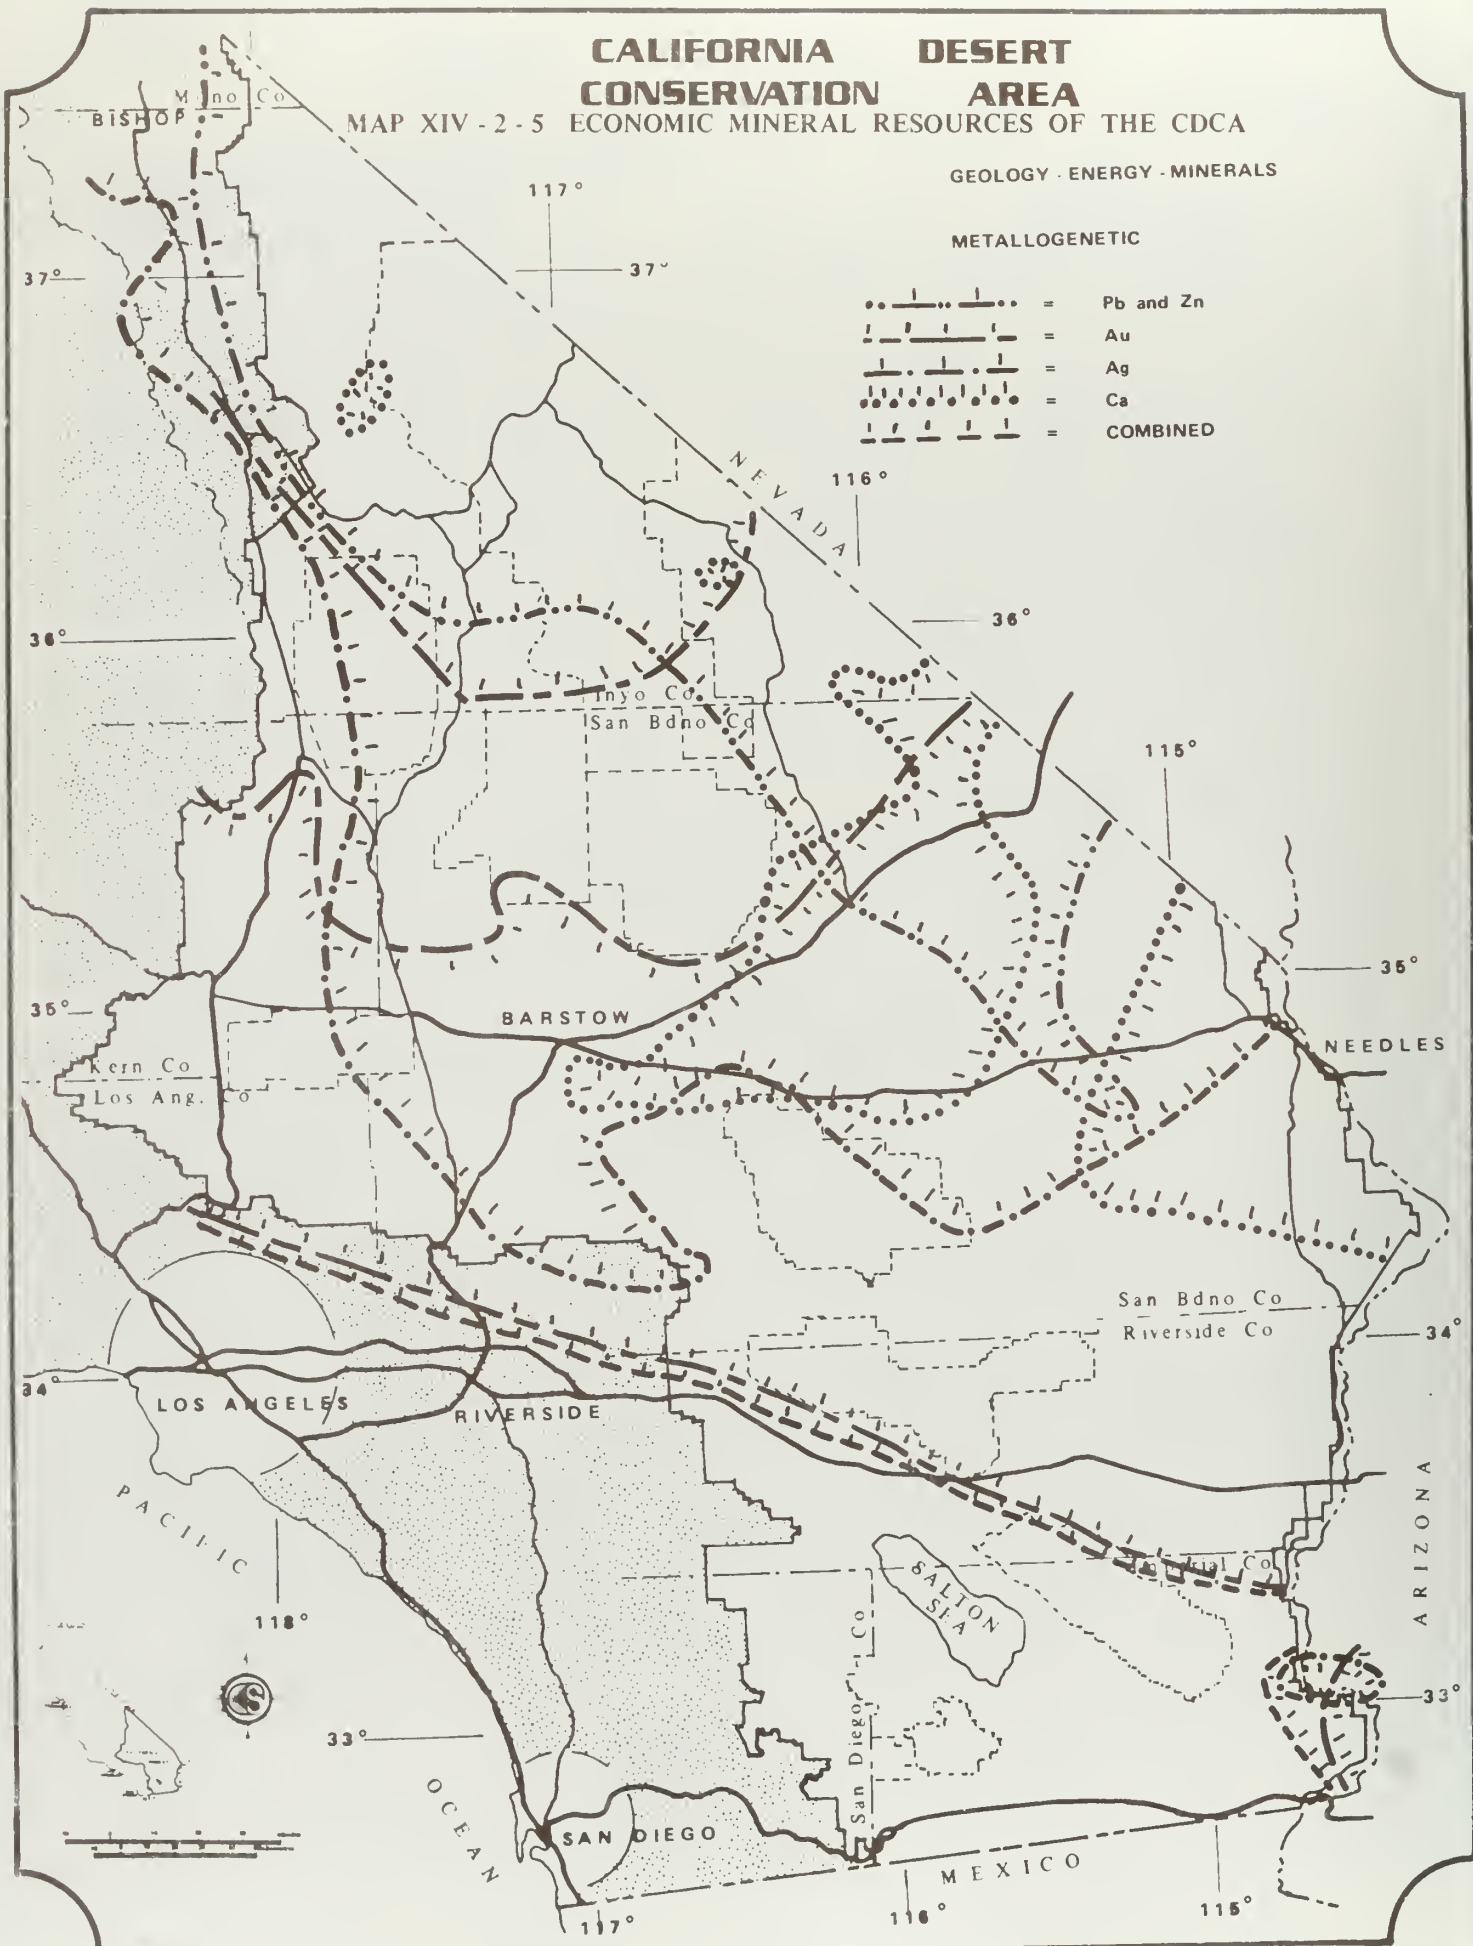 CALIFORNIA DESERT
CONSERVATION AREA
MAP XIV - 2 - 5 ECONOMIC MINERAL RESOURCES OF THE CDCA
GEOLOGY - ENERGY - MINERALS
METALLOGENETIC
= Pb and Zn
= Au
= Ag
= Ca
= COMBINED
M no Co
BISHOP
117°
37°
37°
NEVADA
116°
36°
36°
Inyo Co
San Bdno Co
115°
35°
35°
BARSTOW
NEEDLES
Kern Co
Los Ang. Co
San Bdno Co
Riverside Co
34°
34°
LOS ANGELES
RIVERSIDE
PACIFIC
OCEAN
ARIZONA
Imperial Co
SALTON
SEA
118°
San Diego Co
33°
33°
SAN DIEGO
MEXICO
117°
116°
115°